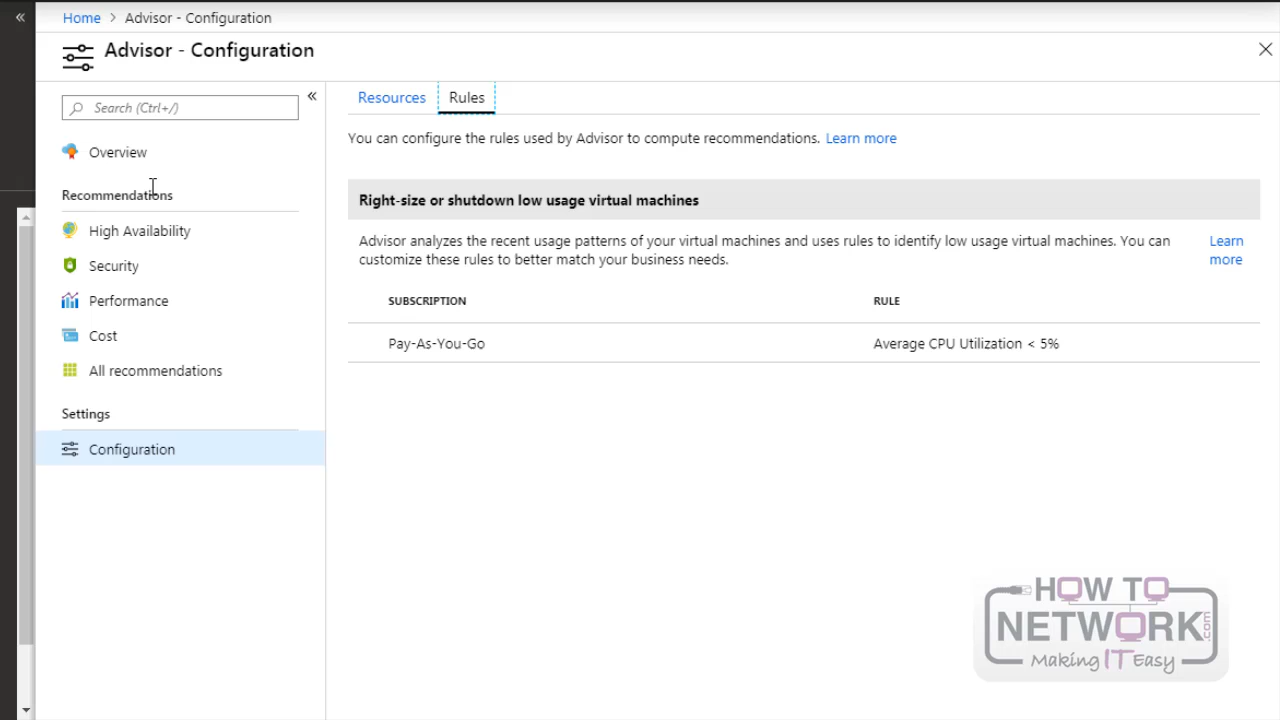 «
Home > Advisor - Configuration
Advisor - Configuration
Search (Ctrl+/)
«
Overview
Recommendations
High Availability
Security
Performance
Cost
All recommendations
Settings
Configuration
Resources Rules
You can configure the rules used by Advisor to compute recommendations. Learn more
Right-size or shutdown low usage virtual machines
Advisor analyzes the recent usage patterns of your virtual machines and uses rules to identify low usage virtual machines. You can
customize these rules to better match your business needs.
Learn
more
SUBSCRIPTION RULE
Pay-As-You-Go Average CPU Utilization < 5%
HOW TO
NETWORK.com
Making IT Easy